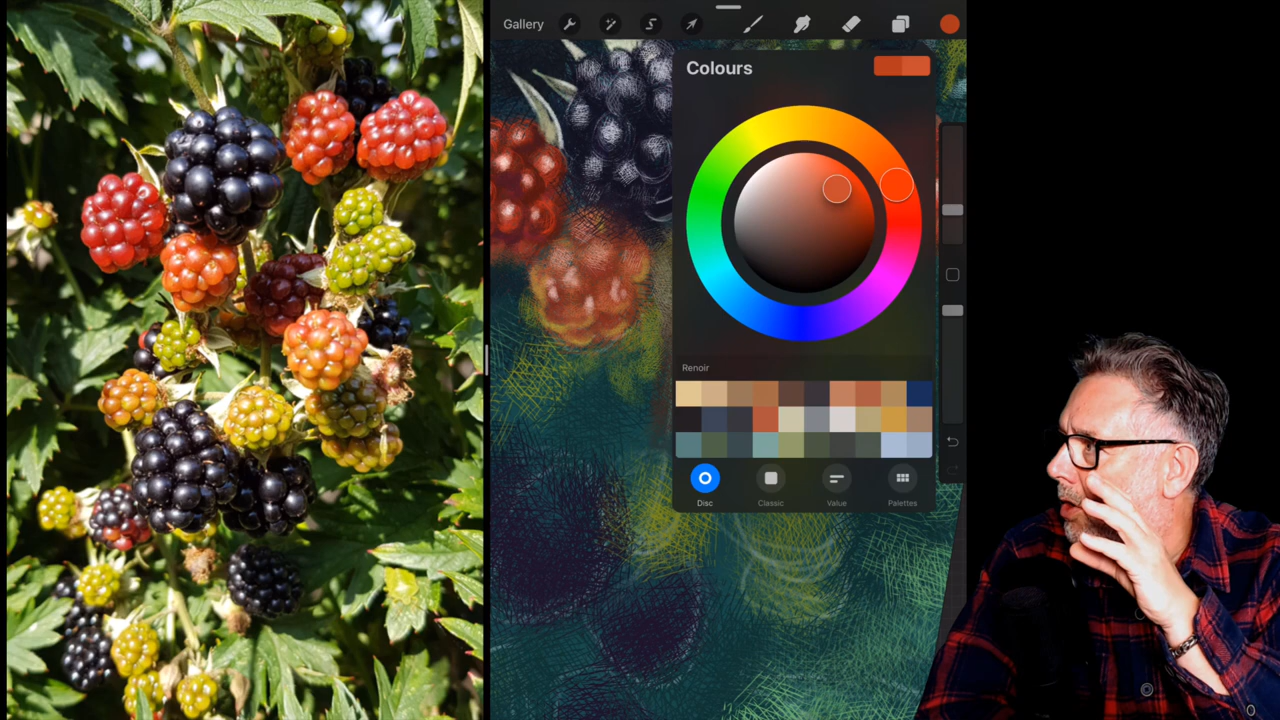 Gallery
Colours
Renoir
Disc
Classic
Value
Palettes